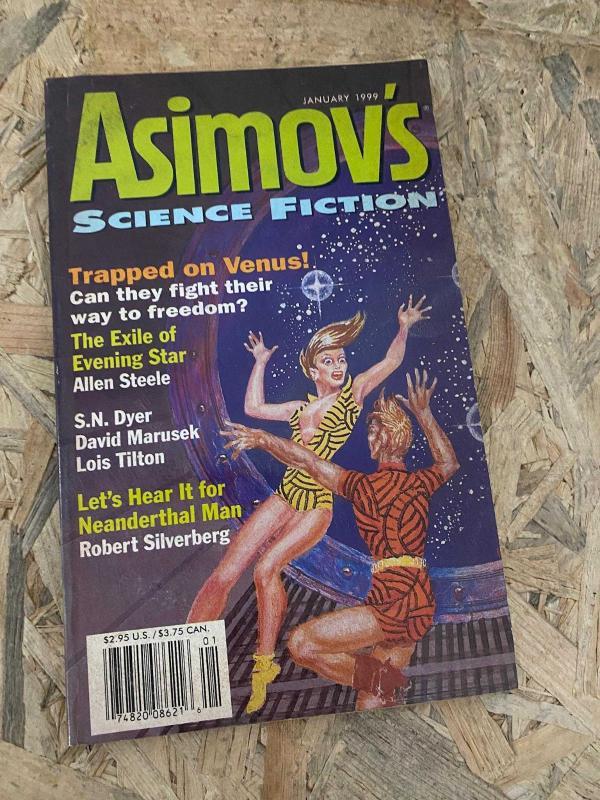 JANUARY 1999
Asimov's®
SCIENCE FICTION
Trapped on Venus!
Can they fight their
way to freedom?
The Exile of
Evening Star
Allen Steele
S.N. Dyer
David Marusek
Lois Tilton
Let's Hear It for
Neanderthal Man
Robert Silverberg
$2.95 U.S./$3.75 CAN.
01
74820 08621 6